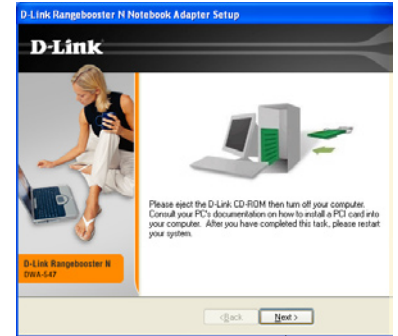 D-Link Rangebooster N Notebook Adapter Setup
D-Link
Please eject the D-Link CD-ROM then turn off your computer.
Consult your PC's documentation on how to install a PCI card into
your computer. After you have completed this task, please restart
your system.
D-Link Rangebooster N
DWA-547
< Back
Next >